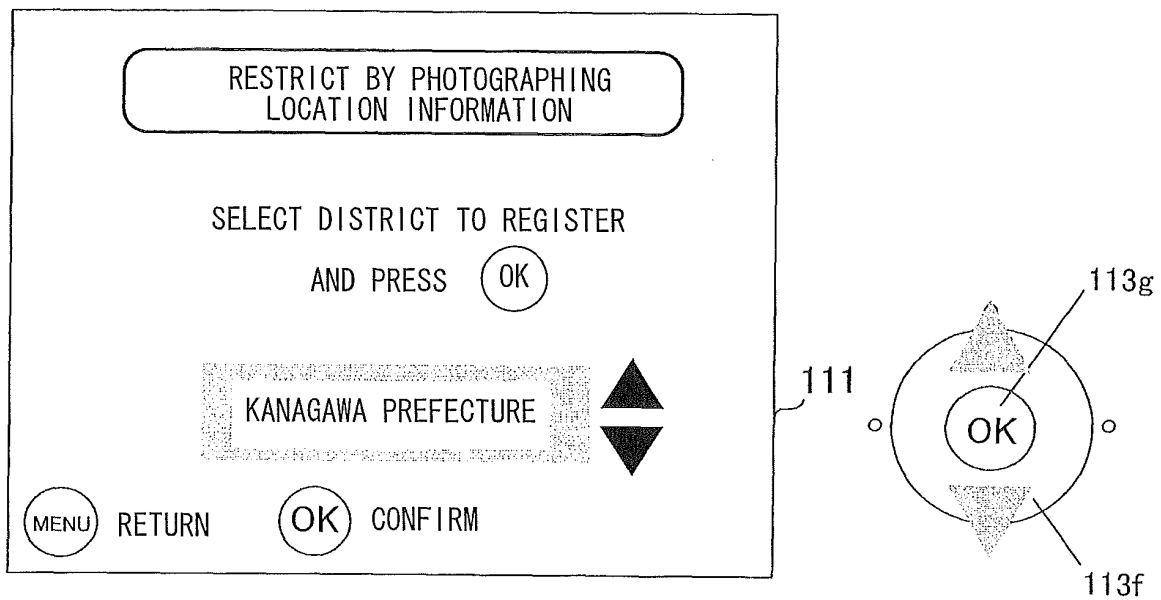 RESTRICT BY PHOTOGRAPHING
LOCATION INFORMATION
SELECT DISTRICT TO REGISTER
AND PRESS OK
KANAGAWA PREFECTURE
MENU RETURN OK CONFIRM
111
113g
OK
113f